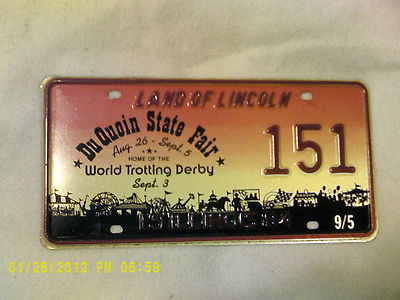 LAND OF LINCOLN
DuQuoin State Fair
Aug. 26 - Sept. 5
HOME OF THE
World Trotting Derby
Sept. 3
151
9/5
01/25/2012 PM 06:59